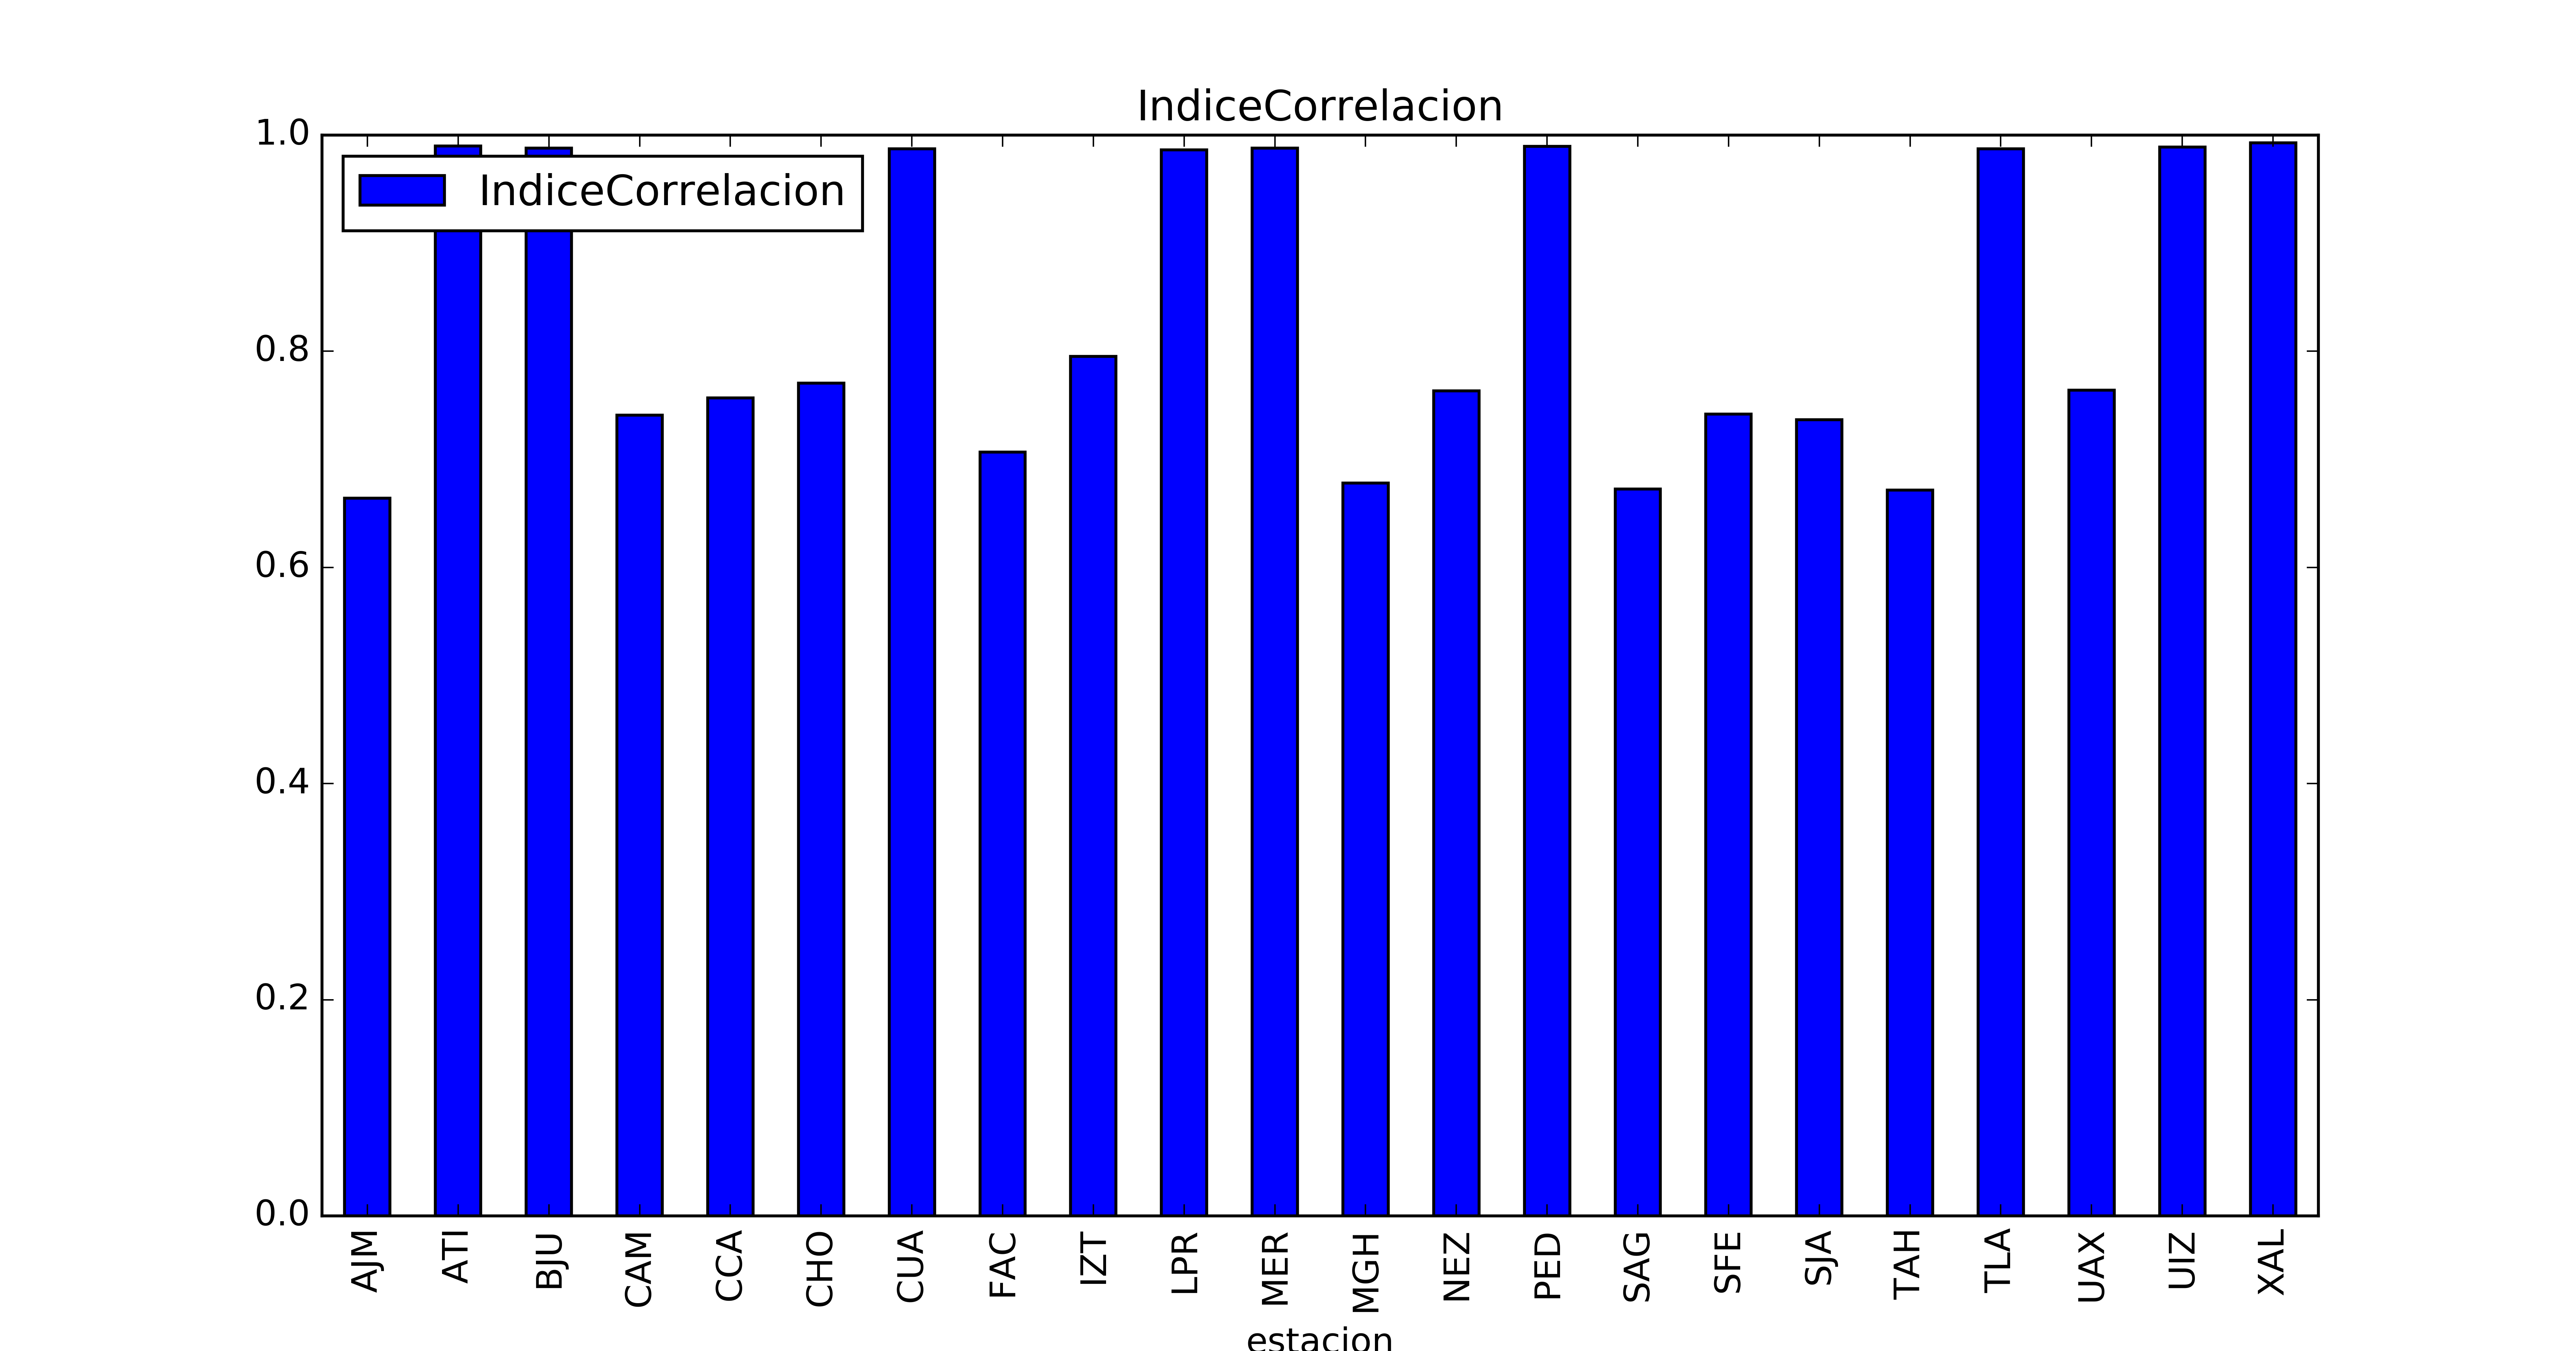 IndiceCorrelacion
IndiceCorrelacion
1.0
0.8
0.6
0.4
0.2
0.0
AJM
ATI
BJU
CAM
CCA
CHO
CUA
FAC
IZT
LPR
MER
MGH
NEZ
PED
SAG
SFE
SJA
TAH
TLA
UAX
UIZ
XAL
estacion